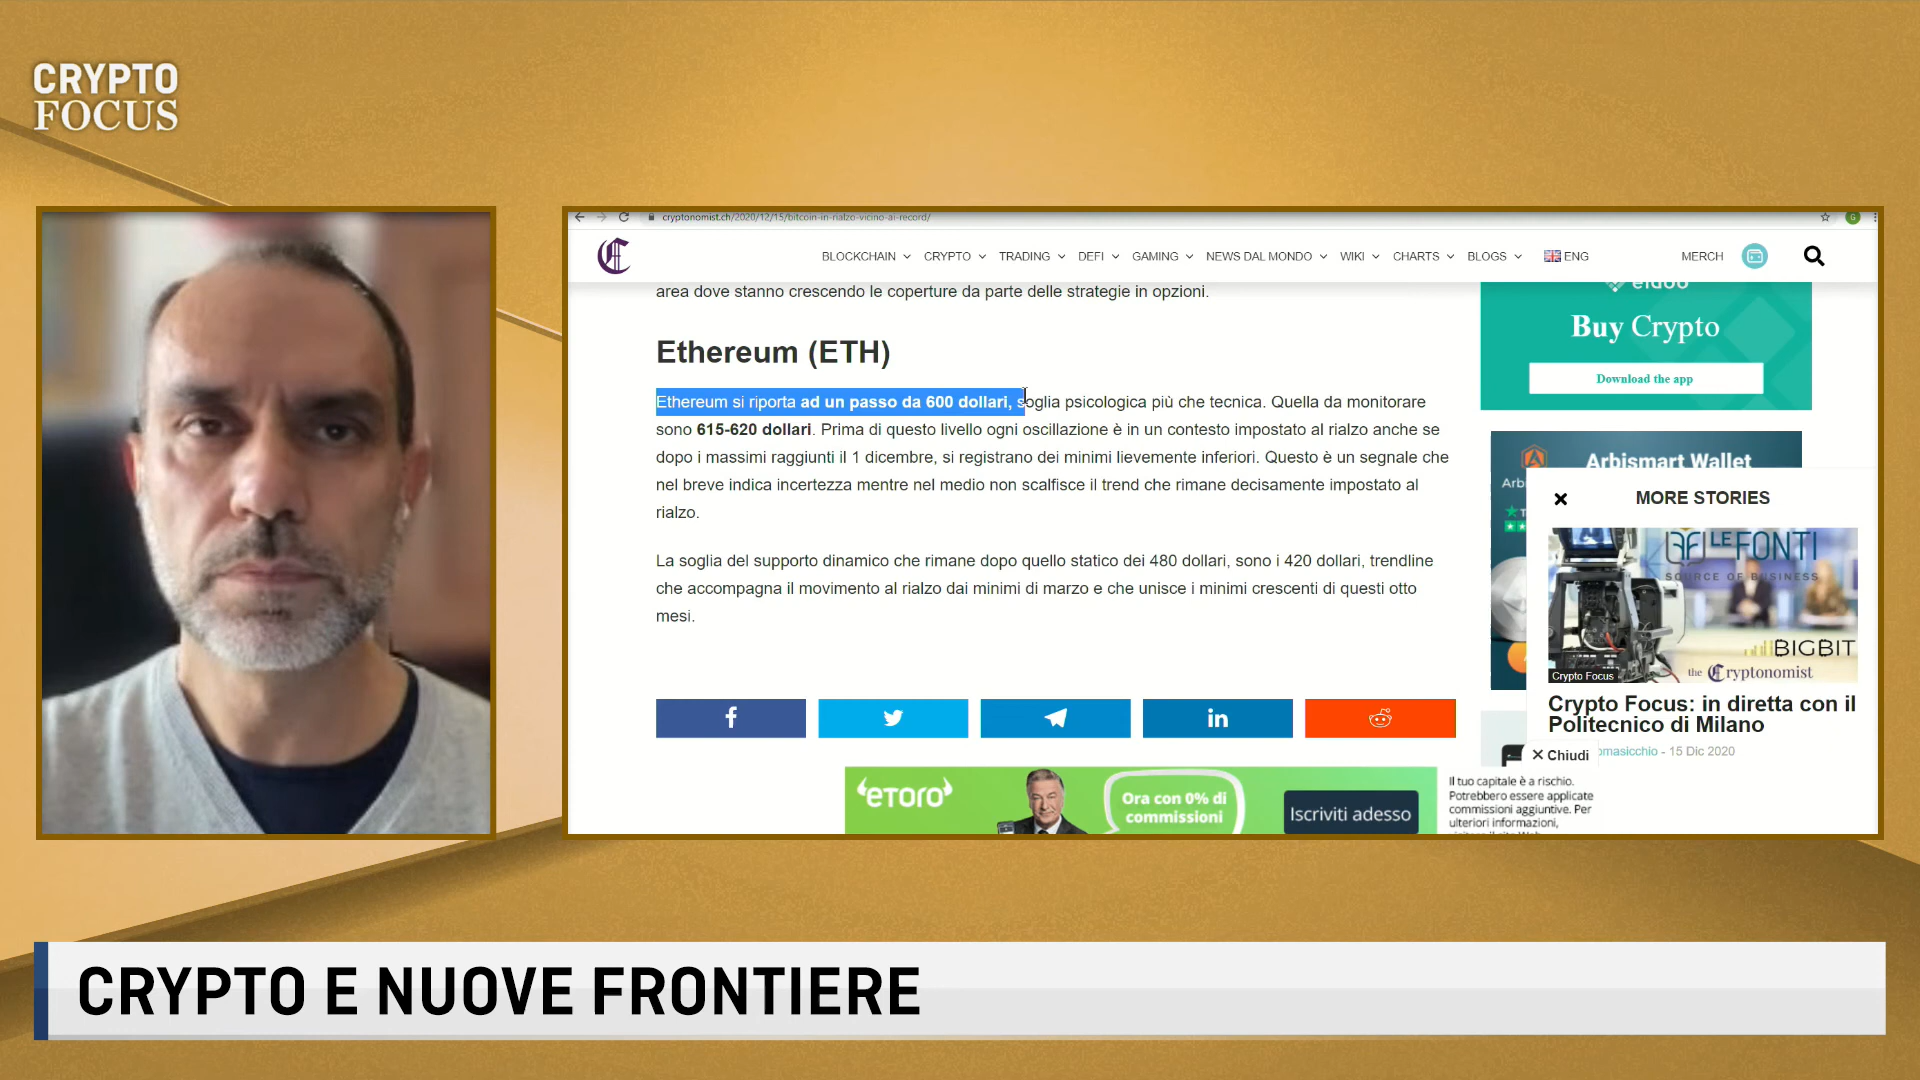 CRYPTO
FOCUS
cryptonomist.ch/2020/12/15/bitcoin-in-rialzo-vicino-ai-record/
BLOCKCHAIN CRYPTO TRADING DEFI GAMING NEWS DAL MONDO WIKI CHARTS BLOGS ENG MERCH
area dove stanno crescendo le coperture da parte delle strategie in opzioni.
Ethereum (ETH)
Ethereum si riporta ad un passo da 600 dollari, soglia psicologica più che tecnica. Quella da monitorare
sono 615-620 dollari. Prima di questo livello ogni oscillazione è in un contesto impostato al rialzo anche se
dopo i massimi raggiunti il 1 dicembre, si registrano dei minimi lievemente inferiori. Questo è un segnale che
nel breve indica incertezza mentre nel medio non scalfisce il trend che rimane decisamente impostato al
rialzo.
La soglia del supporto dinamico che rimane dopo quello statico dei 480 dollari, sono i 420 dollari, trendline
che accompagna il movimento al rialzo dai minimi di marzo e che unisce i minimi crescenti di questi otto
mesi.
eidoo
Buy Crypto
Download the app
Arbismart Wallet
Arbi
MORE STORIES
LE FONTI
SOURCE OF BUSINESS
BIGBIT
the Cryptonomist
Crypto Focus
Crypto Focus: in diretta con il
Politecnico di Milano
omasicchio - 15 Dic 2020
Chiudi
eToro
Ora con 0% di
commissioni
Iscriviti adesso
Il tuo capitale è a rischio.
Potrebbero essere applicate
commissioni aggiuntive. Per
ulteriori informazioni,
CRYPTO E NUOVE FRONTIERE